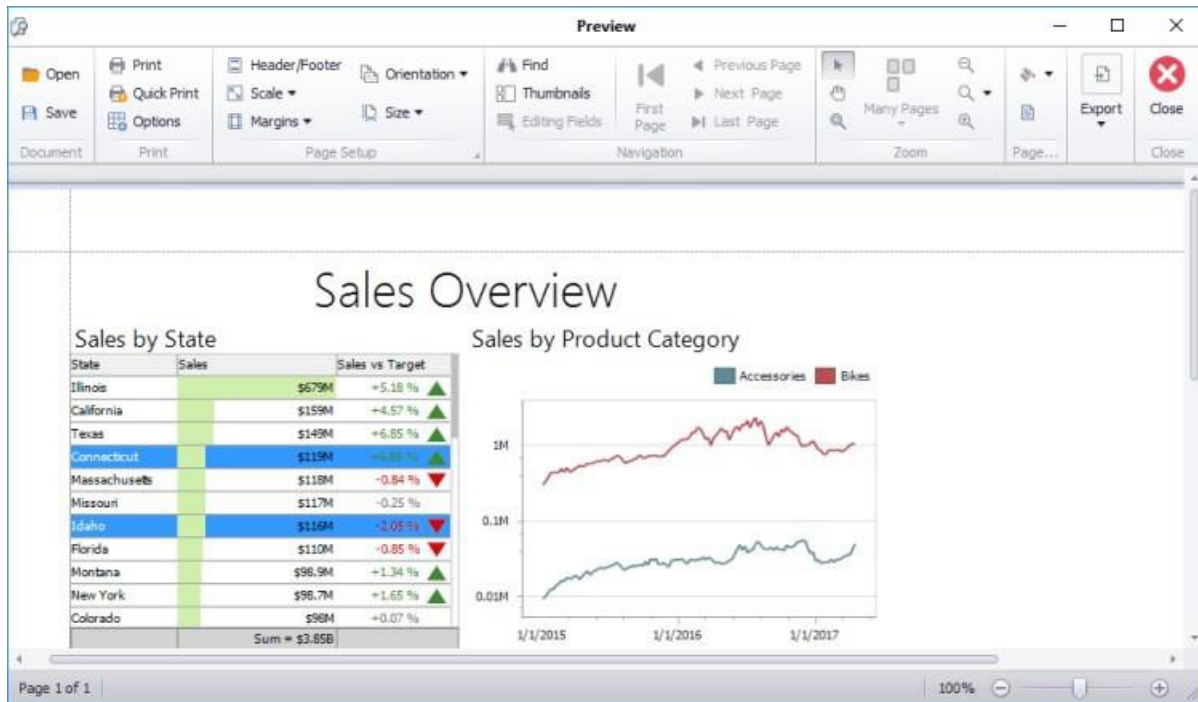 Preview
Open
Save
Document
Print
Quick Print
Options
Print
Header/Footer
Scale
Margins
Orientation
Size
Page Setup
Find
Thumbnails
Editing Fields
First Page
Previous Page
Next Page
Last Page
Navigation
Many Pages
Zoom
Page...
Export
Close
Close
Sales Overview
Sales by State
State Sales Sales vs Target
Illinois $679M +5.18 %
California $159M +4.57 %
Texas $149M +6.85 %
Connecticut $119M
Massachusetts $118M -0.84 %
Missouri $117M -0.25 %
Idaho $116M -2.05 %
Florida $110M -0.85 %
Montana $98.9M +1.34 %
New York $98.7M +1.65 %
Colorado $98M +0.07 %
Sum = $3.85B
Sales by Product Category
Accessories Bikes
1M
0.1M
0.01M
1/1/2015 1/1/2016 1/1/2017
Page 1 of 1
100%